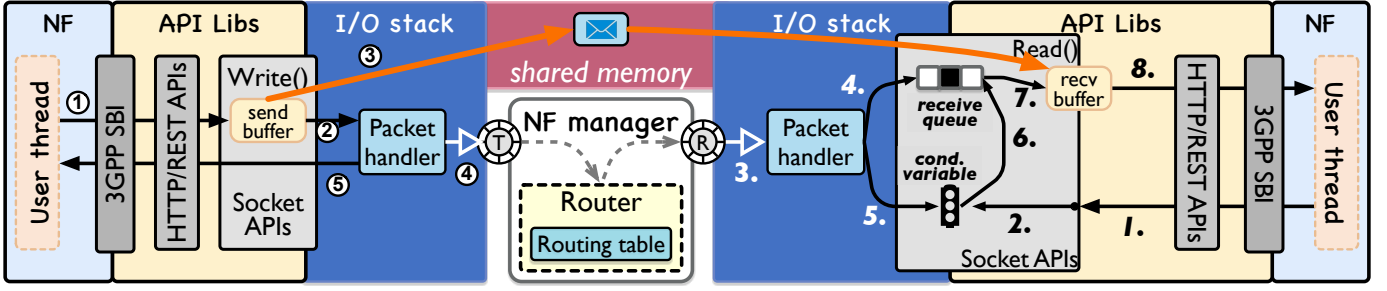 NF
API Libs
I/O stack
shared memory
I/O stack
API Libs
NF
User thread
①
3GPP SBI
HTTP/REST APIs
Write()
send
buffer
②
③
④
⑤
Socket
APIs
Packet
handler
T
NF manager
R
Router
Routing table
3.
Packet
handler
4.
5.
receive
queue
cond.
variable
6.
7.
2.
Read()
recv
buffer
Socket APIs
8.
1.
HTTP/REST APIs
3GPP SBI
User thread